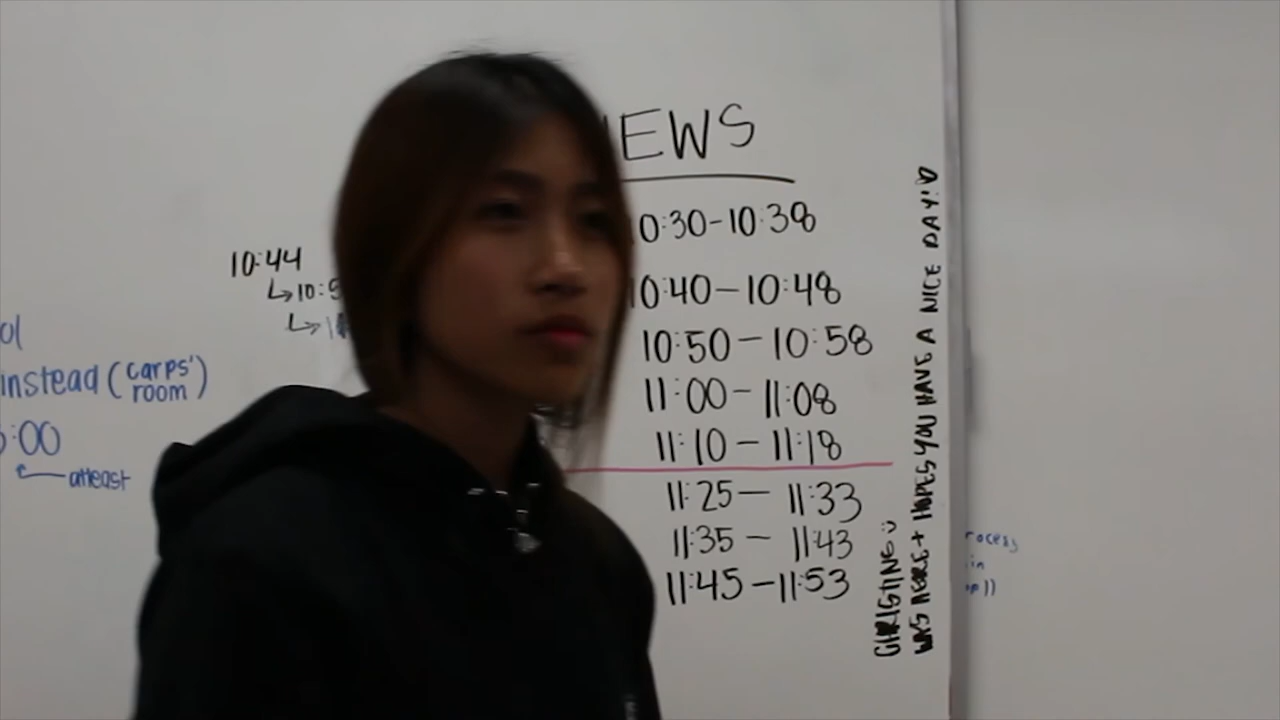 EWS
0:30-10:38
10:40-10:48
10:50-10:58
11:00-11:08
11:10-11:18
11:25-11:33
11:35-11:43
11:45-11:53
10:44
↳10:5
↳
ol
instead (carps' room)
:00
atleast
CHRISTINE :)
WAS HERE + HOPES YOU HAVE A NICE DAY! :D
rocess
in
op))